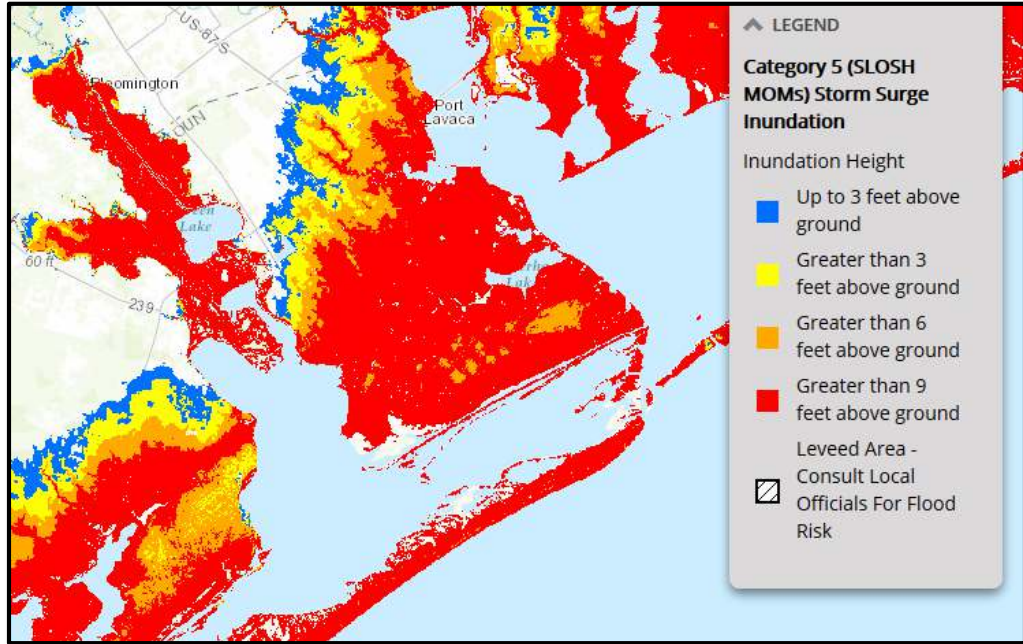 US-87-S
Bloomington
OUN
Port
Lavaca
Lake
60 ft
239
LEGEND
Category 5 (SLOSH
MOMs) Storm Surge
Inundation
Inundation Height
Up to 3 feet above
ground
Greater than 3
feet above ground
Greater than 6
feet above ground
Greater than 9
feet above ground
Leveed Area -
Consult Local
Officials For Flood
Risk